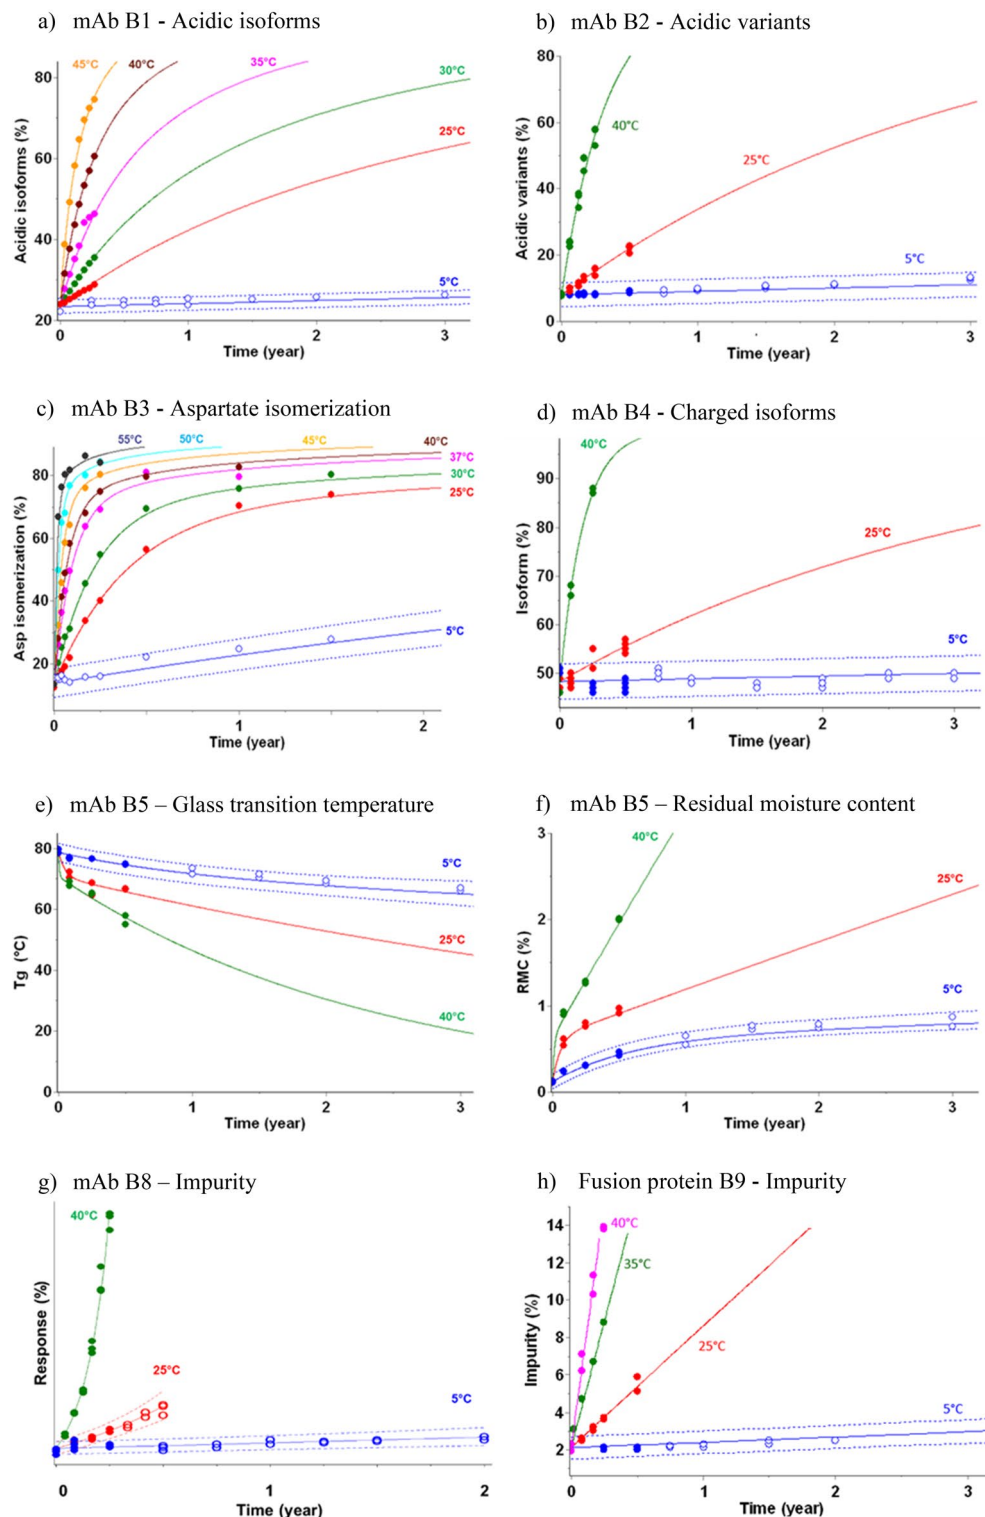 a) mAb B1 - Acidic isoforms
45°C
40°C
35°C
30°C
25°C
5°C
80
60
40
20
Acidic isoforms (%)
0 1 2 3
Time (year)
b) mAb B2 - Acidic variants
40°C
25°C
5°C
80
60
40
20
0
Acidic variants (%)
0 1 2 3
Time (year)
c) mAb B3 - Aspartate isomerization
55°C
50°C
45°C
40°C
37°C
30°C
25°C
5°C
80
60
40
20
Asp isomerization (%)
0 1 2
Time (year)
d) mAb B4 - Charged isoforms
40°C
25°C
5°C
90
80
70
60
50
Isoform (%)
0 1 2 3
Time (year)
e) mAb B5 – Glass transition temperature
5°C
25°C
40°C
80
60
40
20
0
Tg (°C)
0 1 2 3
Time (year)
f) mAb B5 – Residual moisture content
40°C
25°C
5°C
3
2
1
0
RMC (%)
0 1 2 3
Time (year)
g) mAb B8 – Impurity
40°C
25°C
5°C
Response (%)
0 1 2
Time (year)
h) Fusion protein B9 - Impurity
40°C
35°C
25°C
5°C
14
12
10
8
6
4
2
Impurity (%)
0 1 2 3
Time (year)